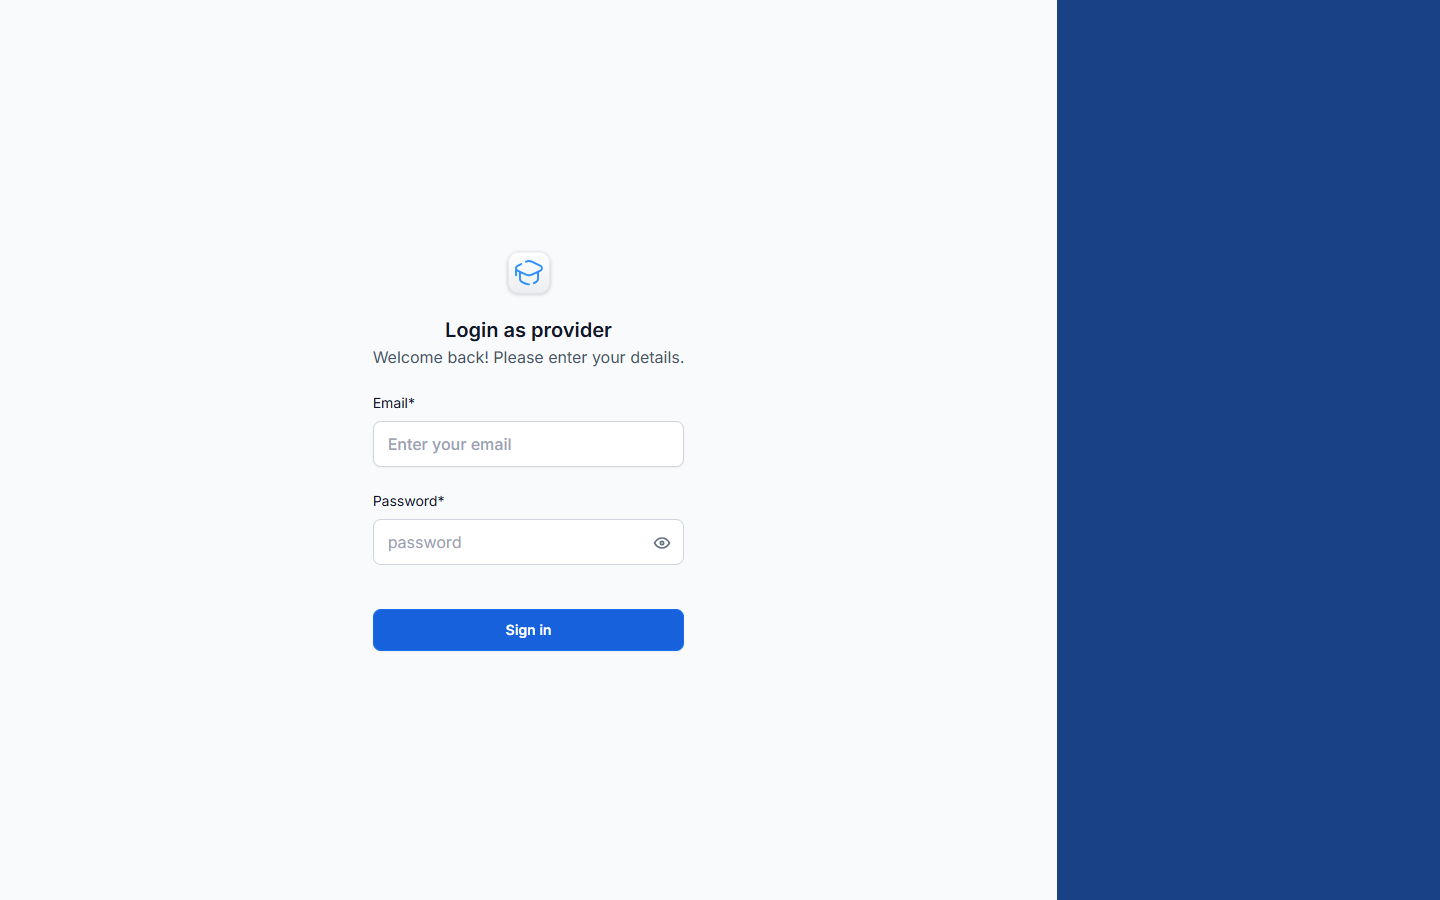 Login as provider
Welcome back! Please enter your details.
Email*
Enter your email
Password*
password
Sign in